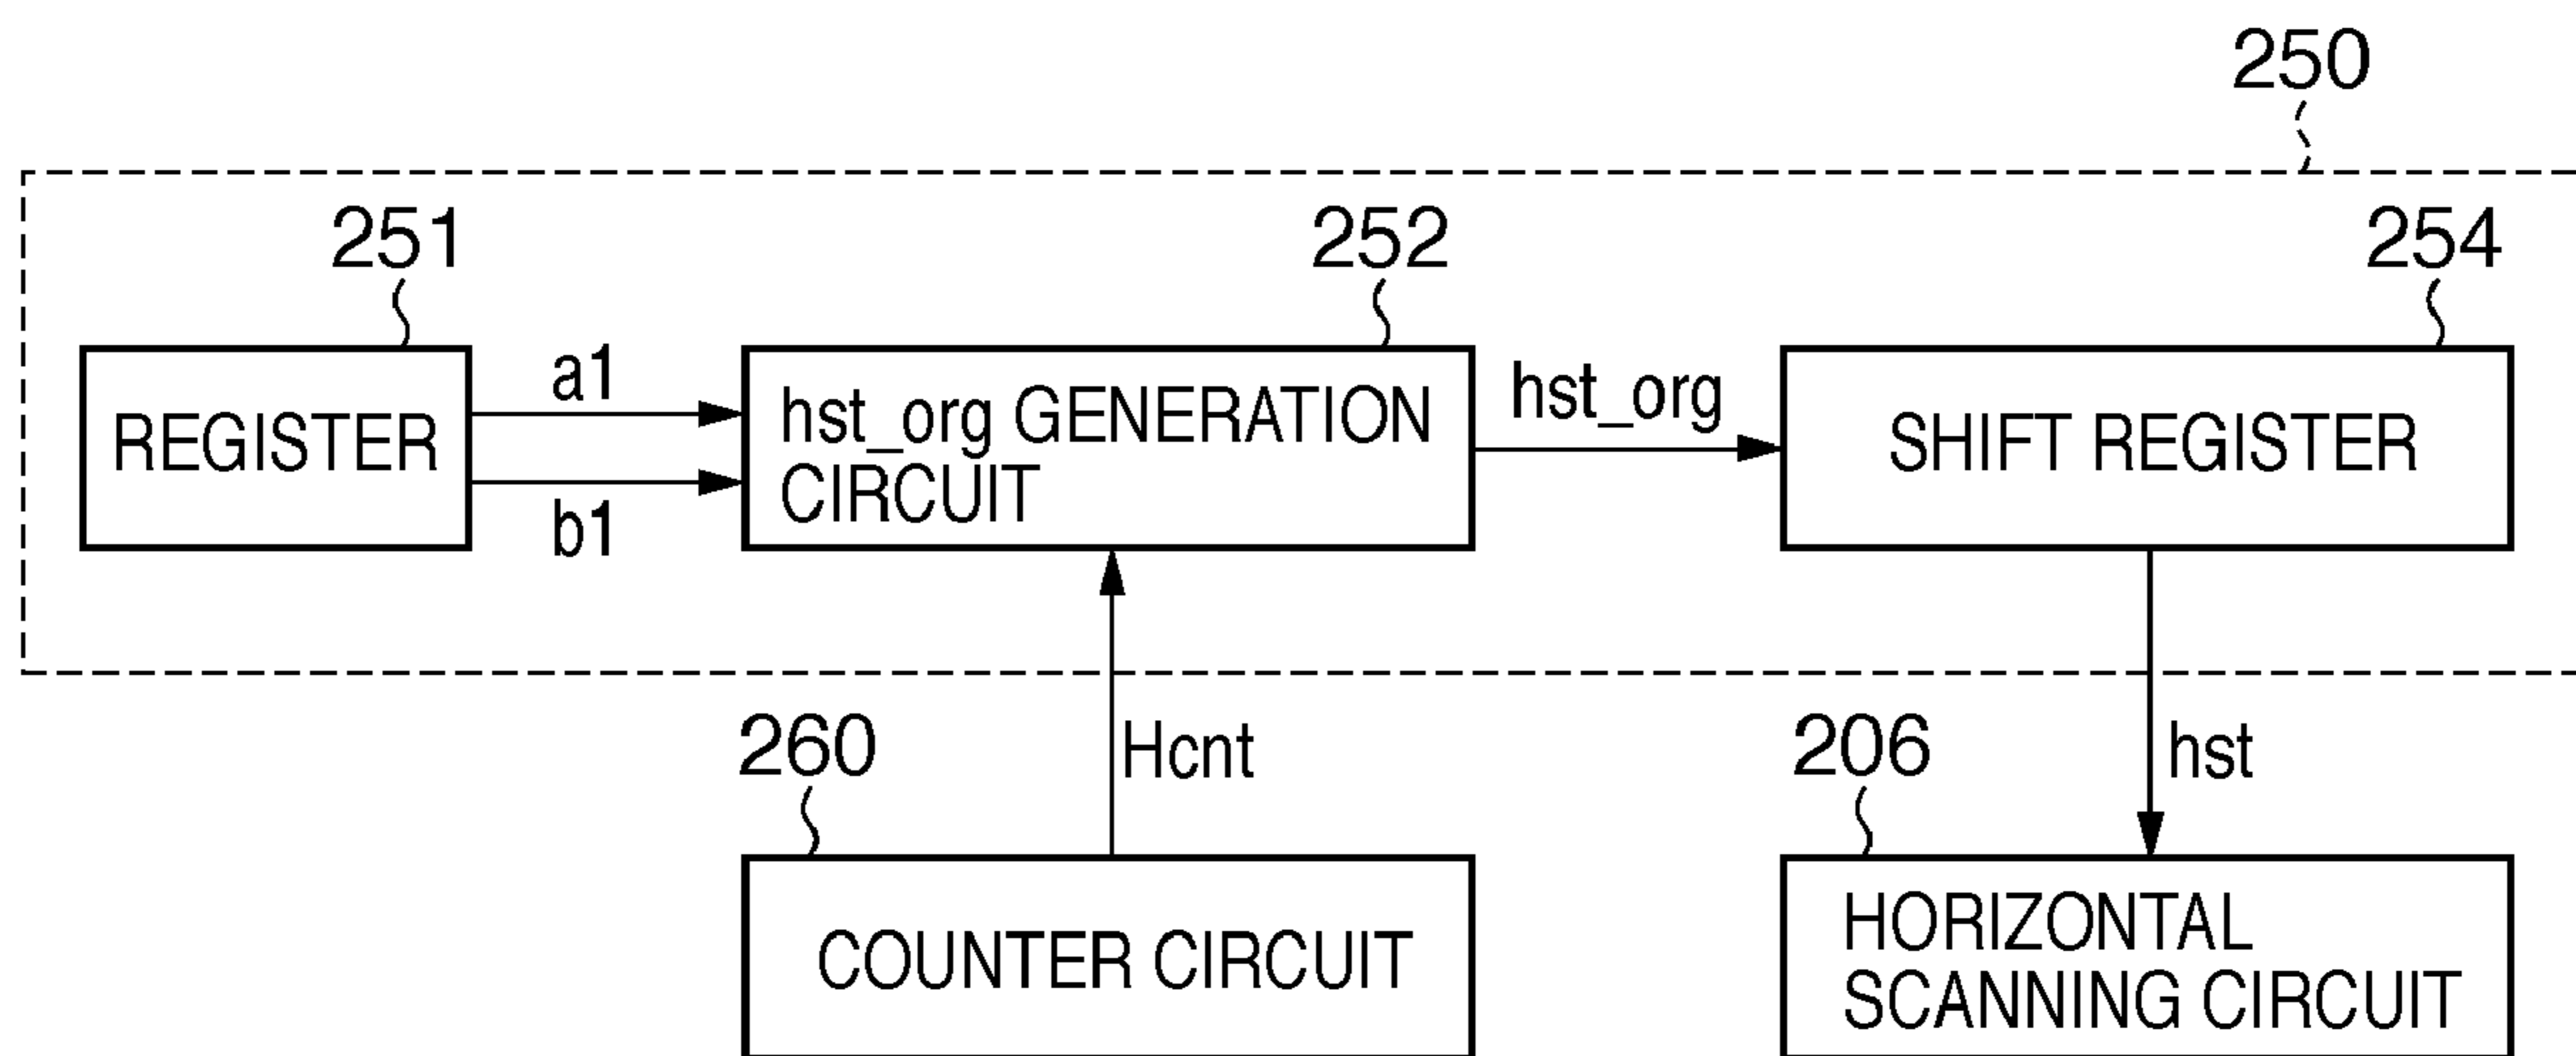 250
251
252
254
REGISTER
a1
b1
hst_org GENERATION
CIRCUIT
hst_org
SHIFT REGISTER
260
Hcnt
206
hst
COUNTER CIRCUIT
HORIZONTAL
SCANNING CIRCUIT